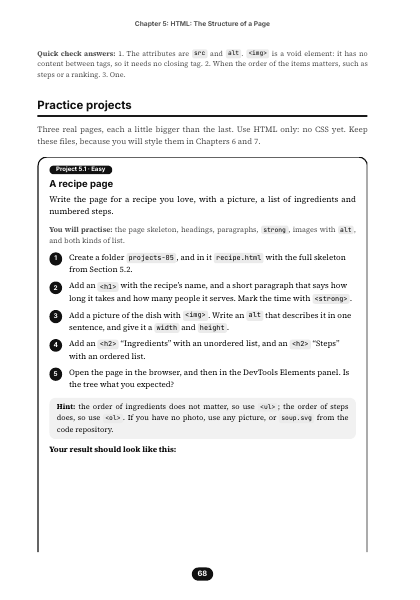 Chapter 5: HTML: The Structure of a Page
Quick check answers: 1. The attributes are src and alt. <img> is a void element: it has no
content between tags, so it needs no closing tag. 2. When the order of the items matters, such as
steps or a ranking. 3. One.
Practice projects
Three real pages, each a little bigger than the last. Use HTML only: no CSS yet. Keep
these files, because you will style them in Chapters 6 and 7.
Project 5.1 · Easy
A recipe page
Write the page for a recipe you love, with a picture, a list of ingredients and
numbered steps.
You will practise: the page skeleton, headings, paragraphs, strong, images with alt,
and both kinds of list.
1 Create a folder projects-05, and in it recipe.html with the full skeleton
from Section 5.2.
2 Add an <h1> with the recipe's name, and a short paragraph that says how
long it takes and how many people it serves. Mark the time with <strong>.
3 Add a picture of the dish with <img>. Write an alt that describes it in one
sentence, and give it a width and height.
4 Add an <h2> “Ingredients” with an unordered list, and an <h2> “Steps”
with an ordered list.
5 Open the page in the browser, and then in the DevTools Elements panel. Is
the tree what you expected?
Hint: the order of ingredients does not matter, so use <ul>; the order of steps
does, so use <ol>. If you have no photo, use any picture, or soup.svg from the
code repository.
Your result should look like this:
68